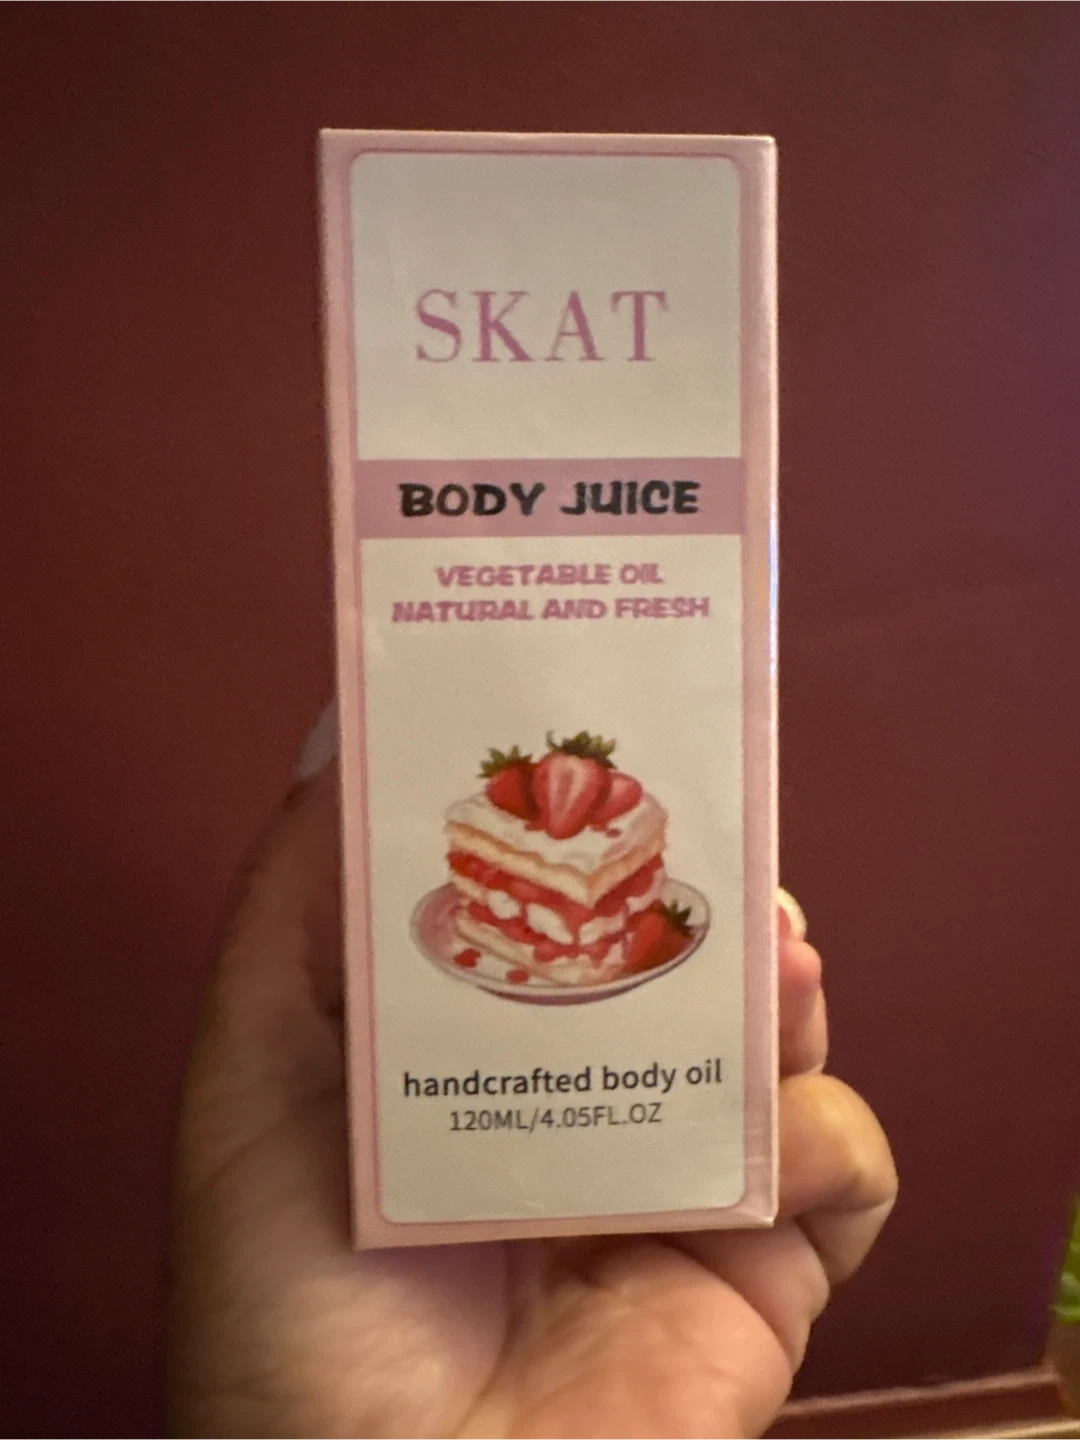 SKAT
BODY JUICE
VEGETABLE OIL
NATURAL AND FRESH
handcrafted body oil
120ML/4.05FL.OZ